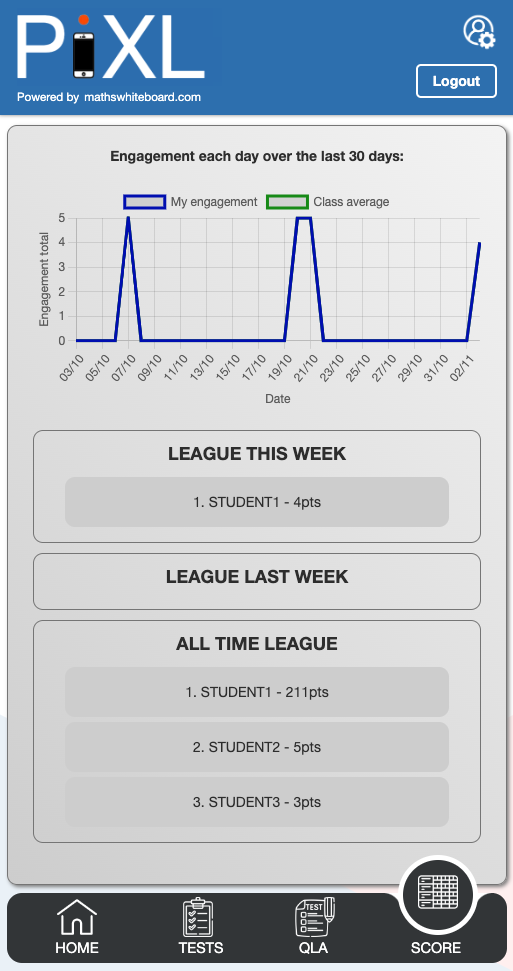 PiXL
Powered by mathswhiteboard.com
Logout
Engagement each day over the last 30 days:
My engagement
Class average
Engagement total
5
4
3
2
1
0
03/10
05/10
07/10
09/10
11/10
13/10
15/10
17/10
19/10
21/10
23/10
25/10
27/10
29/10
31/10
02/11
Date
LEAGUE THIS WEEK
1. STUDENT1 - 4pts
LEAGUE LAST WEEK
ALL TIME LEAGUE
1. STUDENT1 - 211pts
2. STUDENT2 - 5pts
3. STUDENT3 - 3pts
TEST
HOME
TESTS
QLA
SCORE